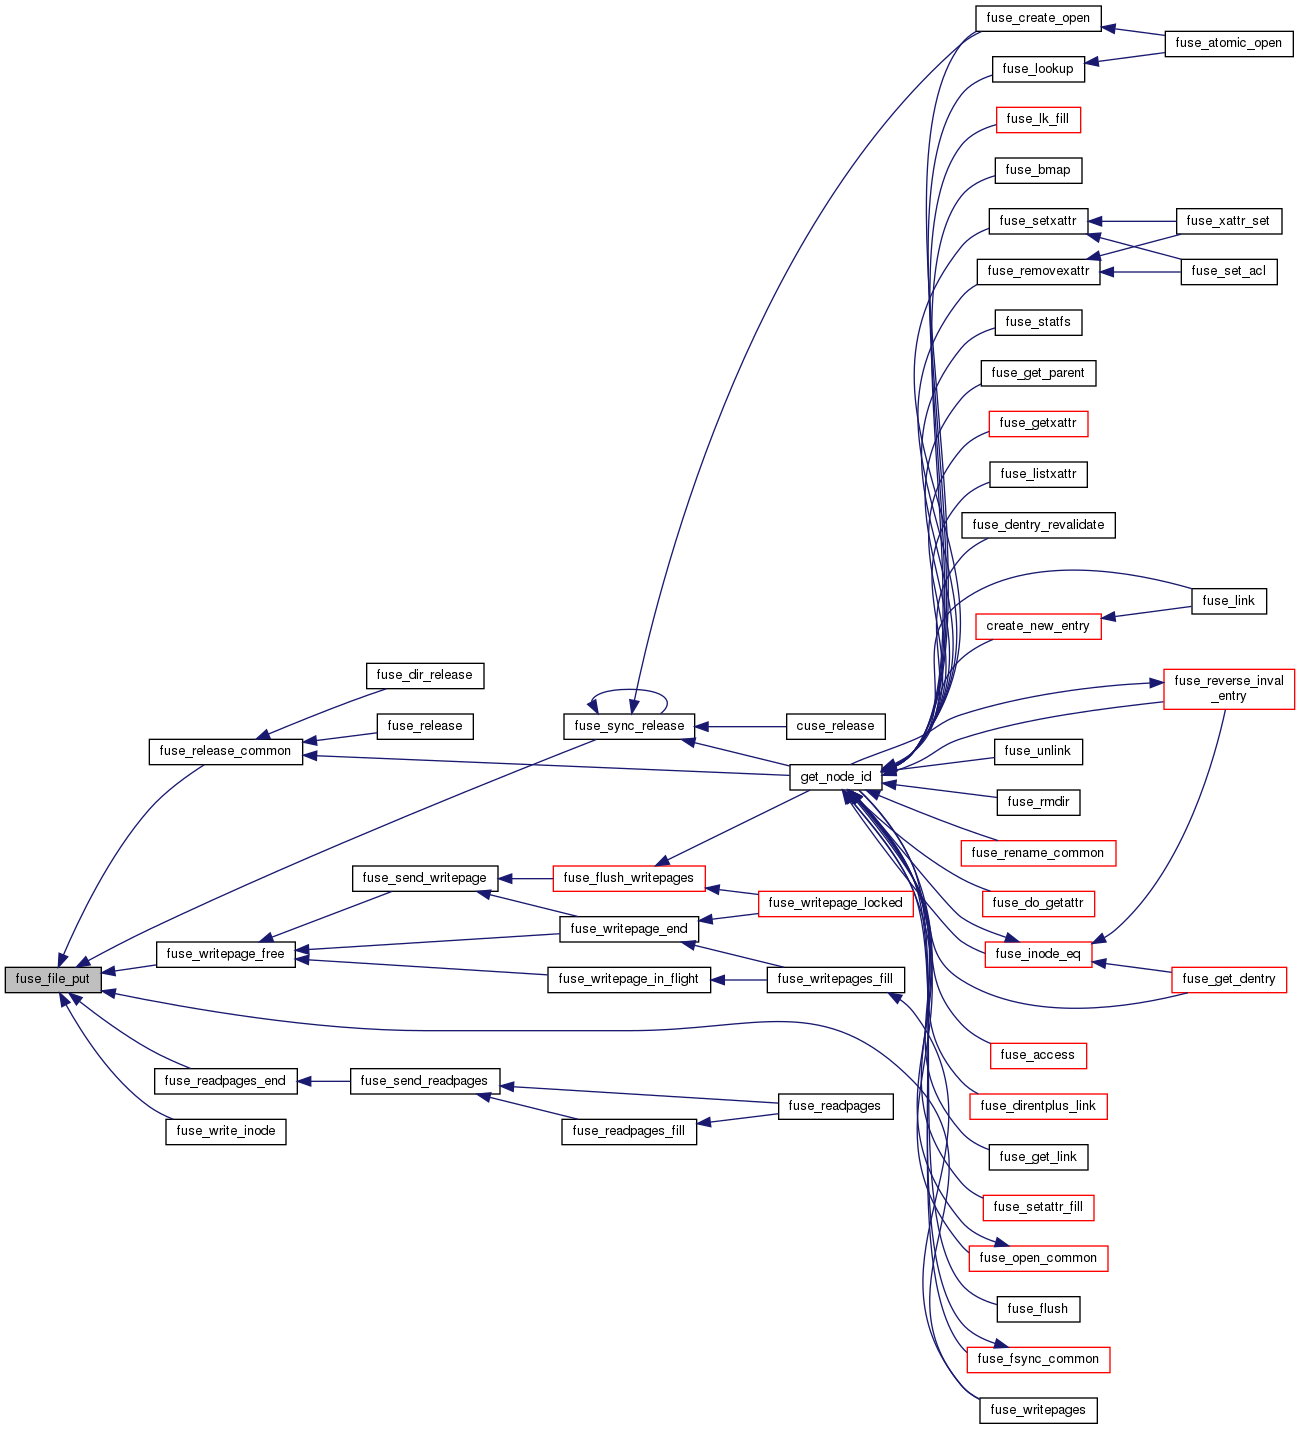 fuse_create_open
fuse_atomic_open
fuse_lookup
fuse_lk_fill
fuse_bmap
fuse_setxattr
fuse_xattr_set
fuse_removexattr
fuse_set_acl
fuse_statfs
fuse_get_parent
fuse_getxattr
fuse_listxattr
fuse_dentry_revalidate
fuse_link
create_new_entry
fuse_dir_release
fuse_reverse_inval
_entry
fuse_release
fuse_sync_release
cuse_release
fuse_release_common
fuse_unlink
get_node_id
fuse_rmdir
fuse_rename_common
fuse_send_writepage
fuse_flush_writepages
fuse_writepage_locked
fuse_do_getattr
fuse_writepage_end
fuse_writepage_free
fuse_inode_eq
fuse_file_put
fuse_writepage_in_flight
fuse_writepages_fill
fuse_get_dentry
fuse_access
fuse_readpages_end
fuse_send_readpages
fuse_readpages
fuse_direntplus_link
fuse_write_inode
fuse_readpages_fill
fuse_get_link
fuse_setattr_fill
fuse_open_common
fuse_flush
fuse_fsync_common
fuse_writepages